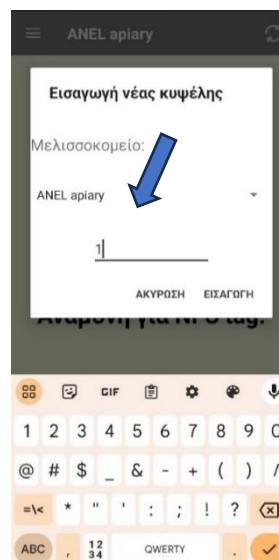 ANEL apiary
Εισαγωγή νέας κυψέλης
Μελισσοκομείο:
ANEL apiary
1
ΑΚΥΡΩΣΗ ΕΙΣΑΓΩΓΗ
Αναμονή για NFC tag.
GIF
1 2 3 4 5 6 7 8 9 0
@ # $ _ & - + ( ) /
=\< * " ' : ; ! ?
ABC , 12 34 QWERTY .